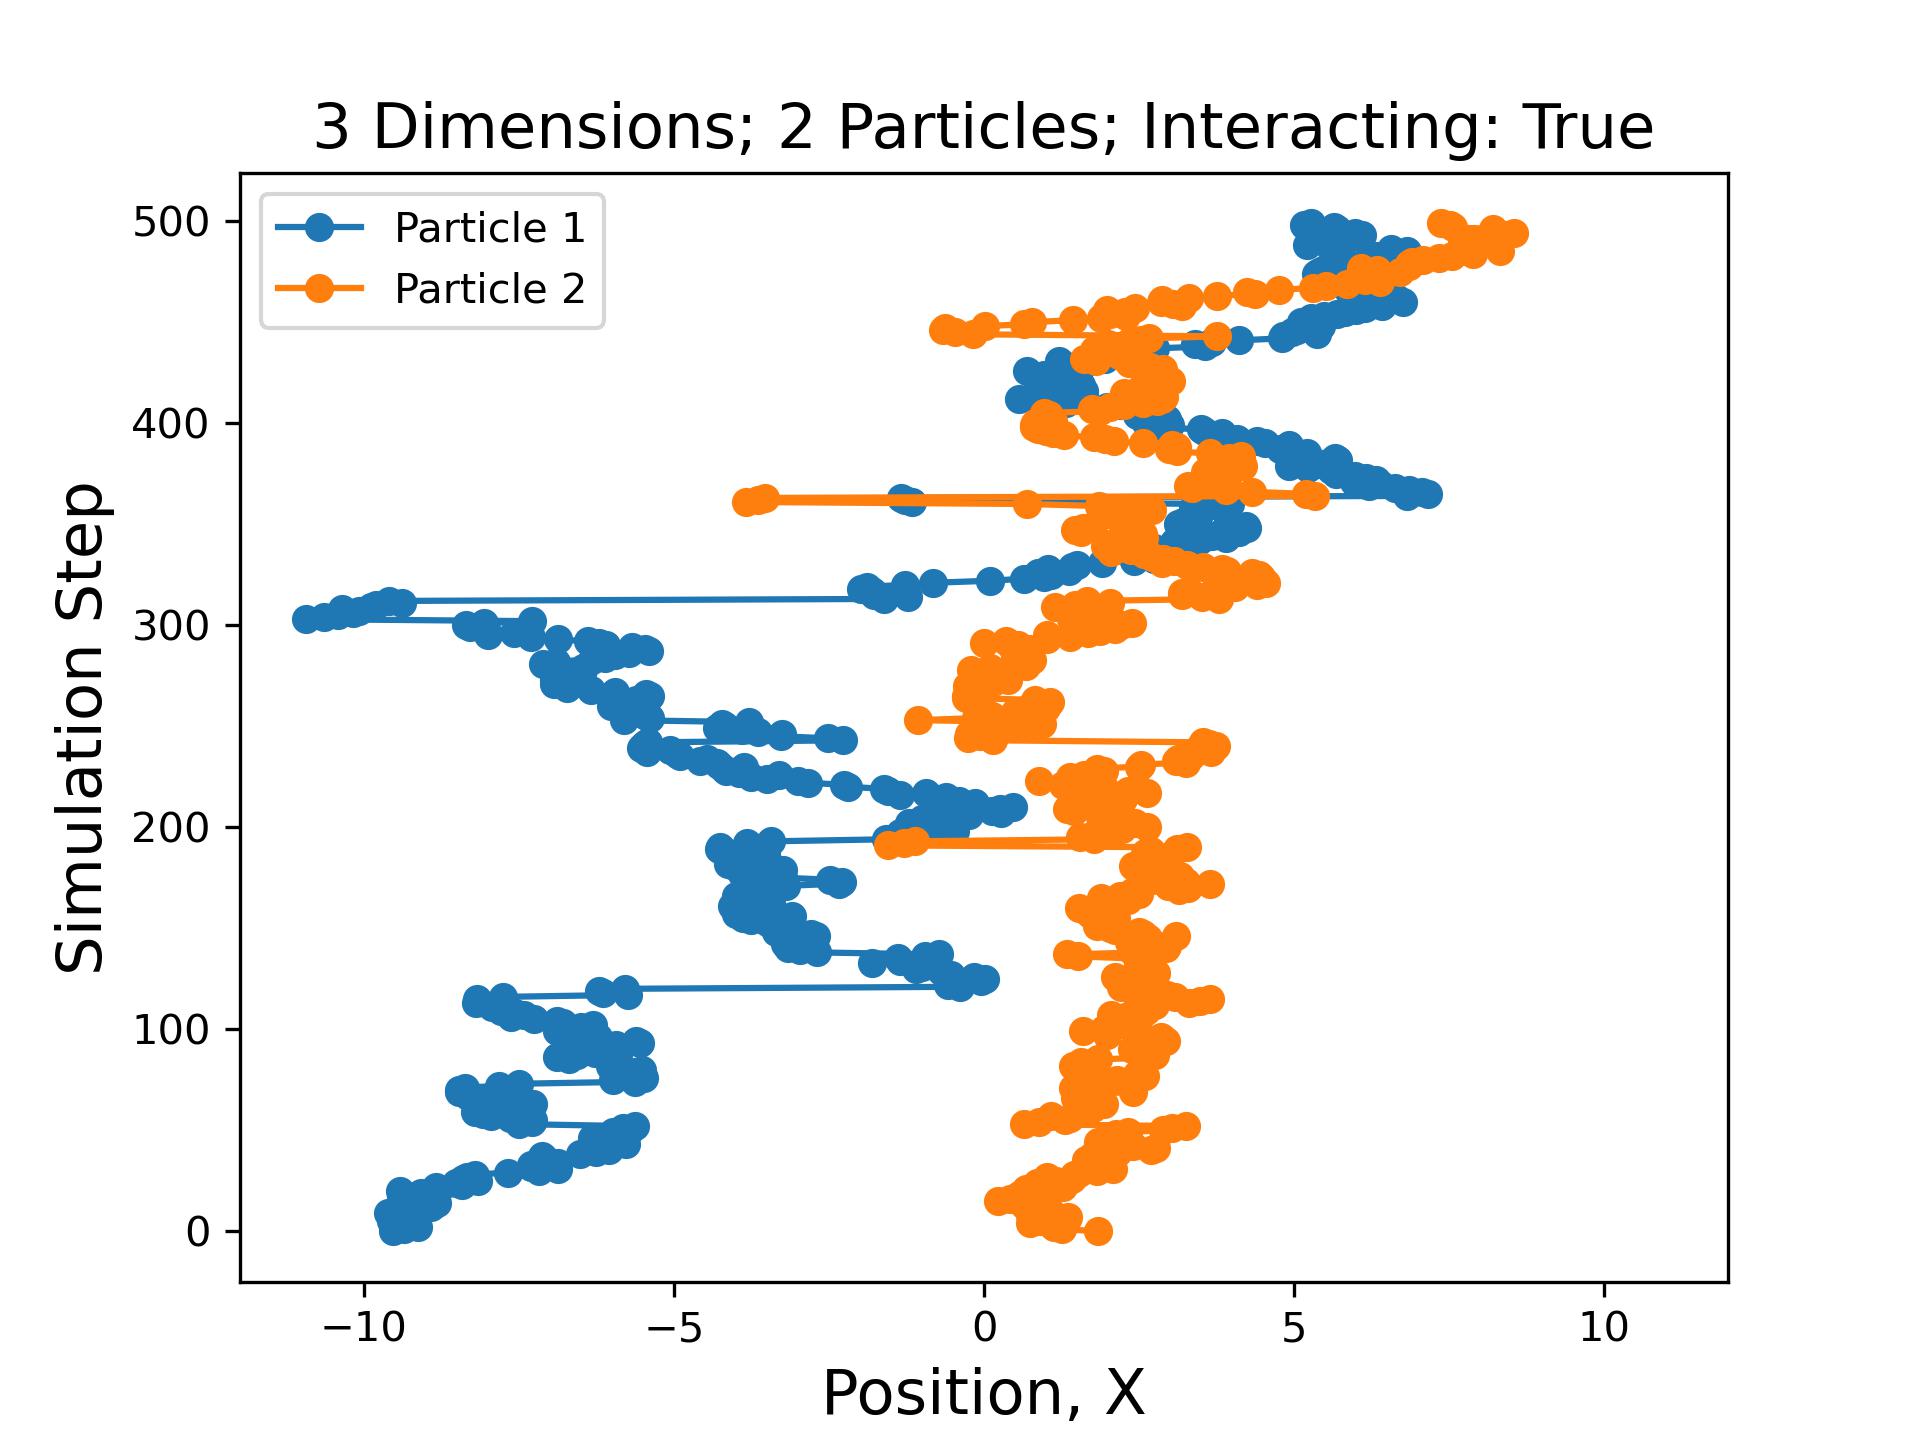 3 Dimensions; 2 Particles; Interacting: True
Particle 1
Particle 2
Simulation Step
500
400
300
200
100
0
−10
−5
0
5
10
Position, X